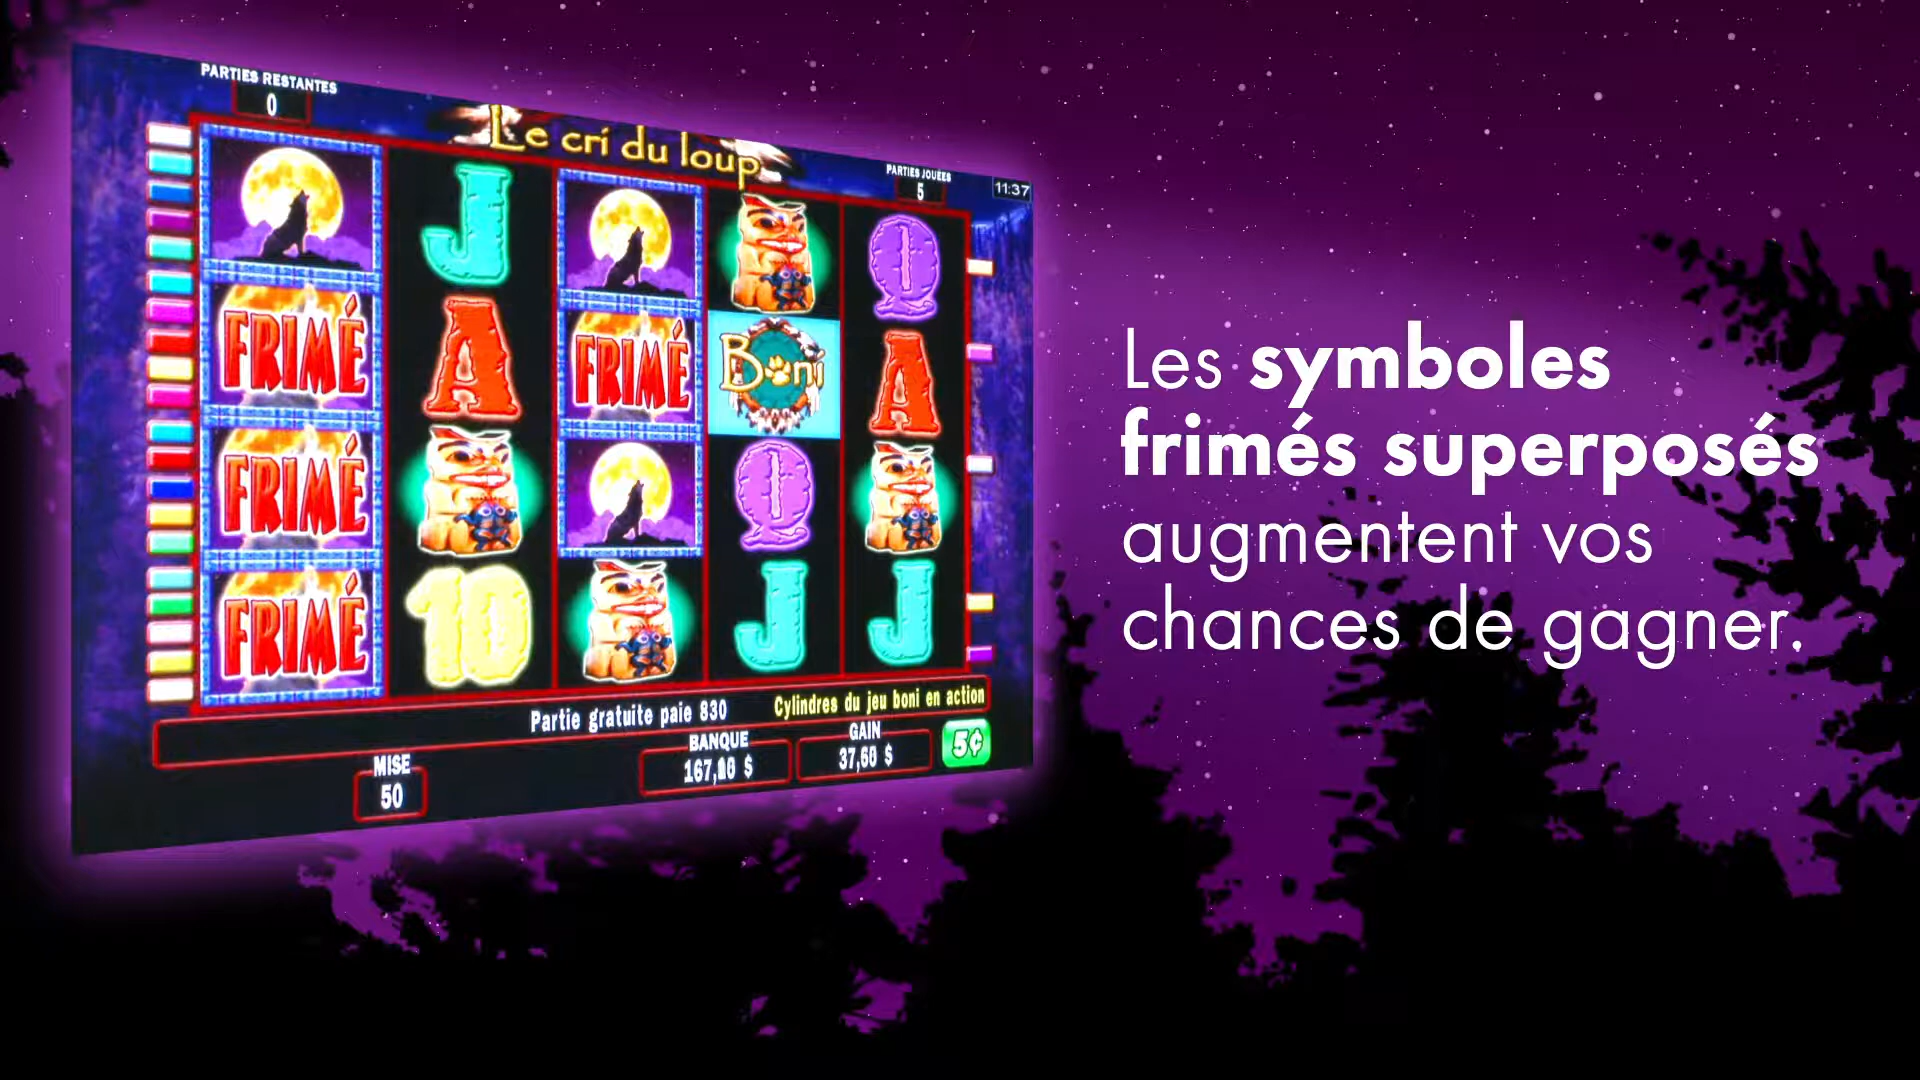 PARTIES RESTANTES
0
Le cri du loup
PARTIES JOUÉES
5
11:37
J
Q
FRIMÉ
A
FRIMÉ
Boni
A
FRIMÉ
Q
FRIMÉ
10
J
J
Partie gratuite paie 830
Cylindres du jeu boni en action
MISE
50
BANQUE
$
GAIN
37,60 $
5¢
Les symboles
frimés superposés
augmentent vos
chances de gagner.